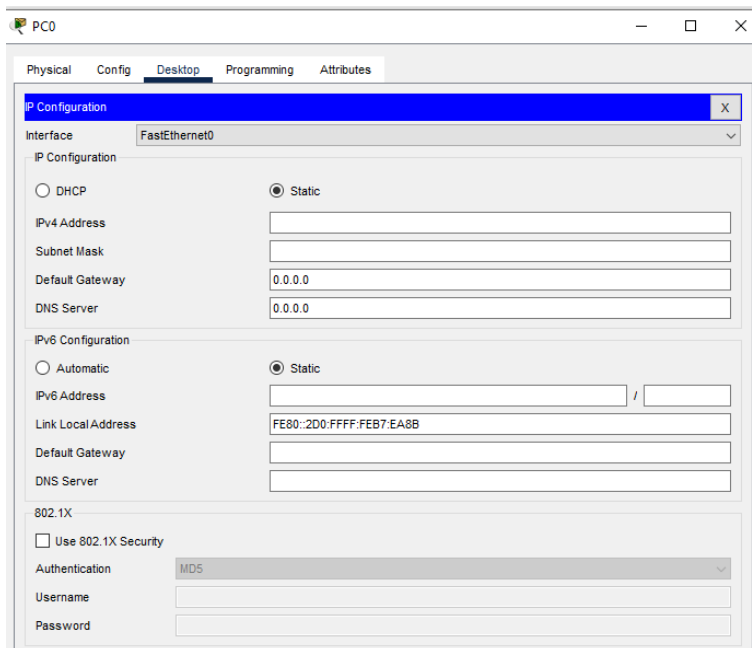 PC0
Physical Config Desktop Programming Attributes
IP Configuration X
Interface FastEthernet0
IP Configuration
DHCP Static
IPv4 Address
Subnet Mask
Default Gateway 0.0.0.0
DNS Server 0.0.0.0
IPv6 Configuration
Automatic Static
IPv6 Address /
Link Local Address FE80::2D0:FFFF:FEB7:EA8B
Default Gateway
DNS Server
802.1X
Use 802.1X Security
Authentication MD5
Username
Password